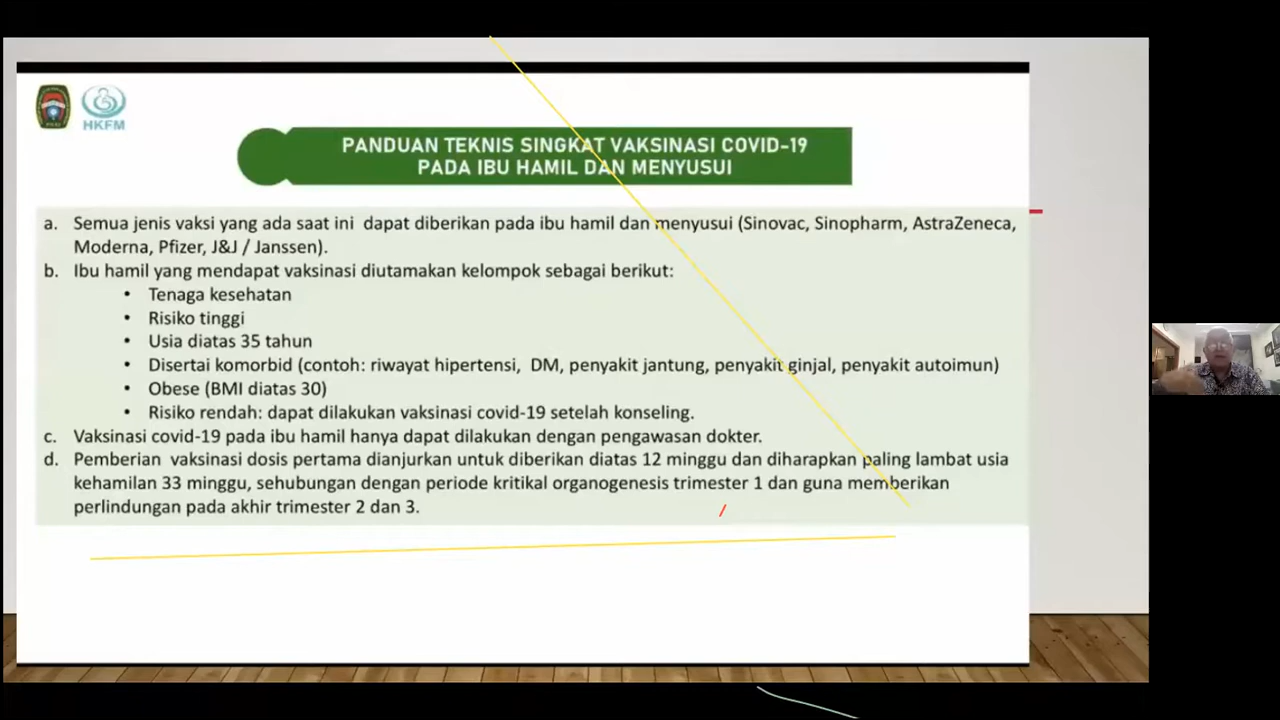 HKFM
PANDUAN TEKNIS SINGKAT VAKSINASI COVID-19
PADA IBU HAMIL DAN MENYUSUI
a. Semua jenis vaksi yang ada saat ini dapat diberikan pada ibu hamil dan menyusui (Sinovac, Sinopharm, AstraZeneca,
Moderna, Pfizer, J&J / Janssen).
b. Ibu hamil yang mendapat vaksinasi diutamakan kelompok sebagai berikut:
• Tenaga kesehatan
• Risiko tinggi
• Usia diatas 35 tahun
• Disertai komorbid (contoh: riwayat hipertensi, DM, penyakit jantung, penyakit ginjal, penyakit autoimun)
• Obese (BMI diatas 30)
• Risiko rendah: dapat dilakukan vaksinasi covid-19 setelah konseling.
c. Vaksinasi covid-19 pada ibu hamil hanya dapat dilakukan dengan pengawasan dokter.
d. Pemberian vaksinasi dosis pertama dianjurkan untuk diberikan diatas 12 minggu dan diharapkan paling lambat usia
kehamilan 33 minggu, sehubungan dengan periode kritikal organogenesis trimester 1 dan guna memberikan
perlindungan pada akhir trimester 2 dan 3.